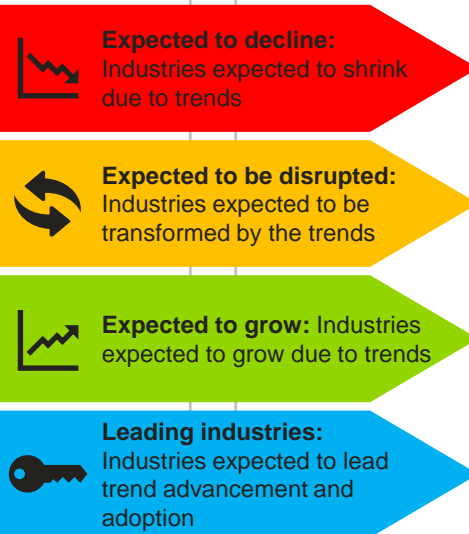 Expected to decline:
Industries expected to shrink
due to trends
Expected to be disrupted:
Industries expected to be
transformed by the trends
Expected to grow: Industries
expected to grow due to trends
Leading industries:
Industries expected to lead
trend advancement and
adoption